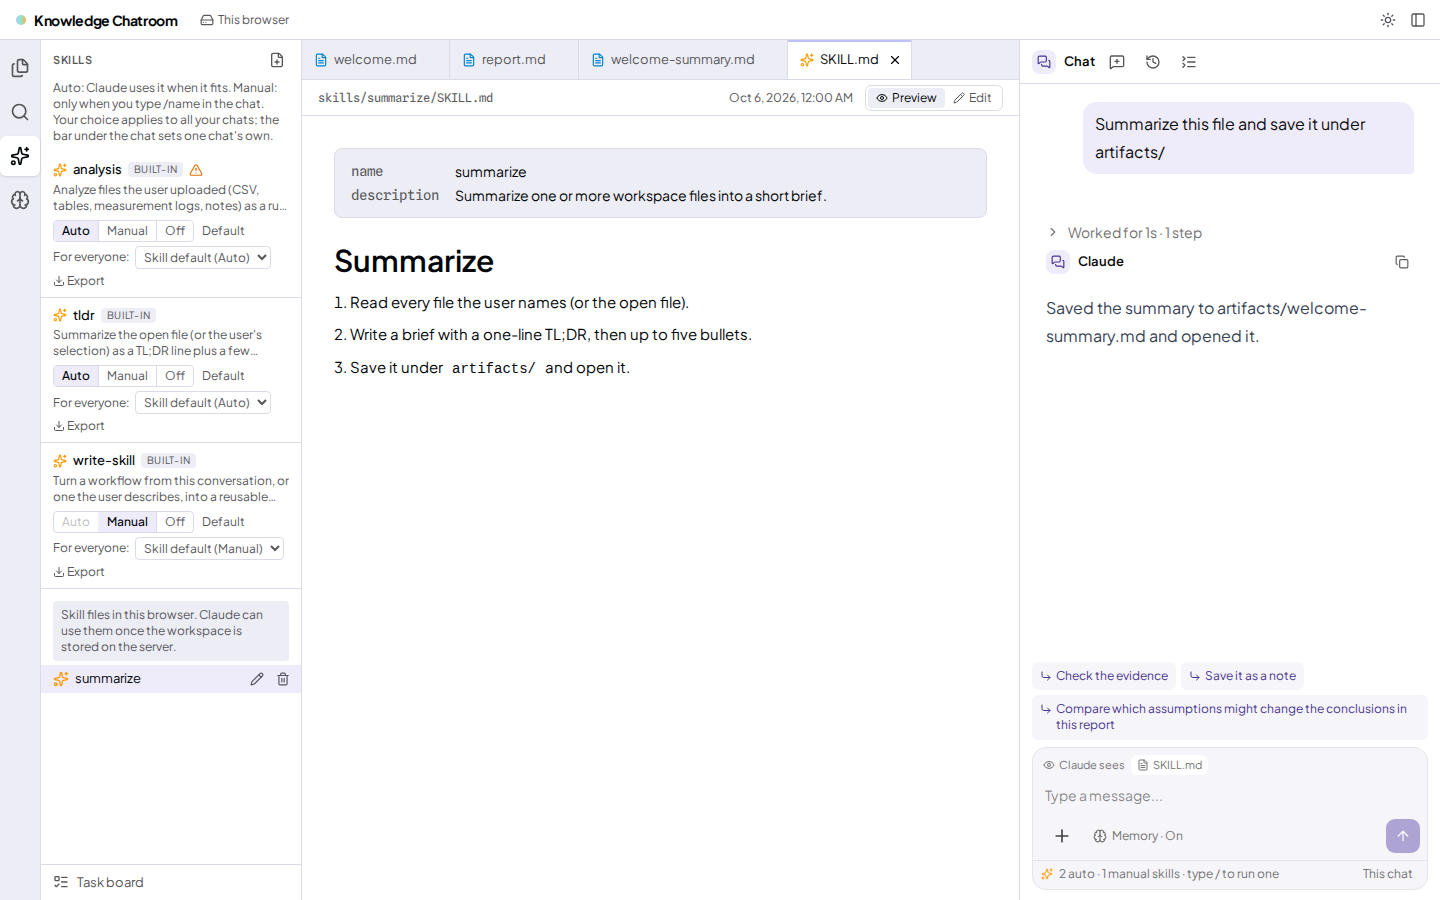 Knowledge Chatroom
This browser
SKILLS
Auto: Claude uses it when it fits. Manual:
only when you type /name in the chat.
Your choice applies to all your chats; the
bar under the chat sets one chat's own.
analysis BUILT-IN
Analyze files the user uploaded (CSV,
tables, measurement logs, notes) as a ru...
Auto Manual Off Default
For everyone: Skill default (Auto)
Export
tldr BUILT-IN
Summarize the open file (or the user's
selection) as a TL;DR line plus a few...
Auto Manual Off Default
For everyone: Skill default (Auto)
Export
write-skill BUILT-IN
Turn a workflow from this conversation, or
one the user describes, into a reusable...
Auto Manual Off Default
For everyone: Skill default (Manual)
Export
Skill files in this browser. Claude can
use them once the workspace is
stored on the server.
summarize
Task board
welcome.md report.md welcome-summary.md SKILL.md
skills/summarize/SKILL.md Oct 6, 2026, 12:00 AM Preview Edit
name summarize
description Summarize one or more workspace files into a short brief.
Summarize
1. Read every file the user names (or the open file).
2. Write a brief with a one-line TL;DR, then up to five bullets.
3. Save it under artifacts/ and open it.
Chat
Summarize this file and save it under
artifacts/
Worked for 1s · 1 step
Claude
Saved the summary to artifacts/welcome-
summary.md and opened it.
Check the evidence
Save it as a note
Compare which assumptions might change the conclusions in
this report
Claude sees SKILL.md
Type a message...
Memory · On
2 auto · 1 manual skills · type / to run one This chat